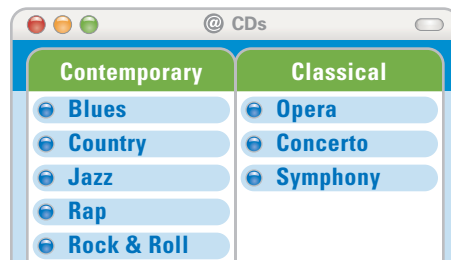 @ CDs
Contemporary Classical
Blues Opera
Country Concerto
Jazz Symphony
Rap
Rock & Roll